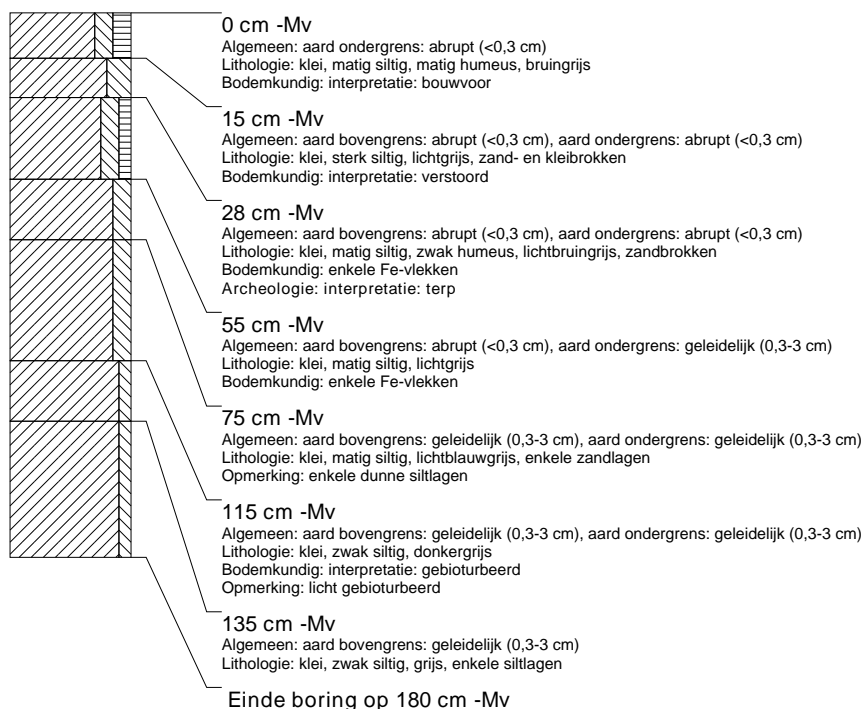 0 cm -Mv
Algemeen: aard ondergrens: abrupt (<0,3 cm)
Lithologie: klei, matig siltig, matig humeus, bruingrijs
Bodemkundig: interpretatie: bouwvoor
15 cm -Mv
Algemeen: aard bovengrens: abrupt (<0,3 cm), aard ondergrens: abrupt (<0,3 cm)
Lithologie: klei, sterk siltig, lichtgrijs, zand- en kleibrokken
Bodemkundig: interpretatie: verstoord
28 cm -Mv
Algemeen: aard bovengrens: abrupt (<0,3 cm), aard ondergrens: abrupt (<0,3 cm)
Lithologie: klei, matig siltig, zwak humeus, lichtbruingrijs, zandbrokken
Bodemkundig: enkele Fe-vlekken
Archeologie: interpretatie: terp
55 cm -Mv
Algemeen: aard bovengrens: abrupt (<0,3 cm), aard ondergrens: geleidelijk (0,3-3 cm)
Lithologie: klei, matig siltig, lichtgrijs
Bodemkundig: enkele Fe-vlekken
75 cm -Mv
Algemeen: aard bovengrens: geleidelijk (0,3-3 cm), aard ondergrens: geleidelijk (0,3-3 cm)
Lithologie: klei, matig siltig, lichtblauwgrijs, enkele zandlagen
Opmerking: enkele dunne siltlagen
115 cm -Mv
Algemeen: aard bovengrens: geleidelijk (0,3-3 cm), aard ondergrens: geleidelijk (0,3-3 cm)
Lithologie: klei, zwak siltig, donkergrijs
Bodemkundig: interpretatie: gebioturbeerd
Opmerking: licht gebioturbeerd
135 cm -Mv
Algemeen: aard bovengrens: geleidelijk (0,3-3 cm)
Lithologie: klei, zwak siltig, grijs, enkele siltlagen
Einde boring op 180 cm -Mv